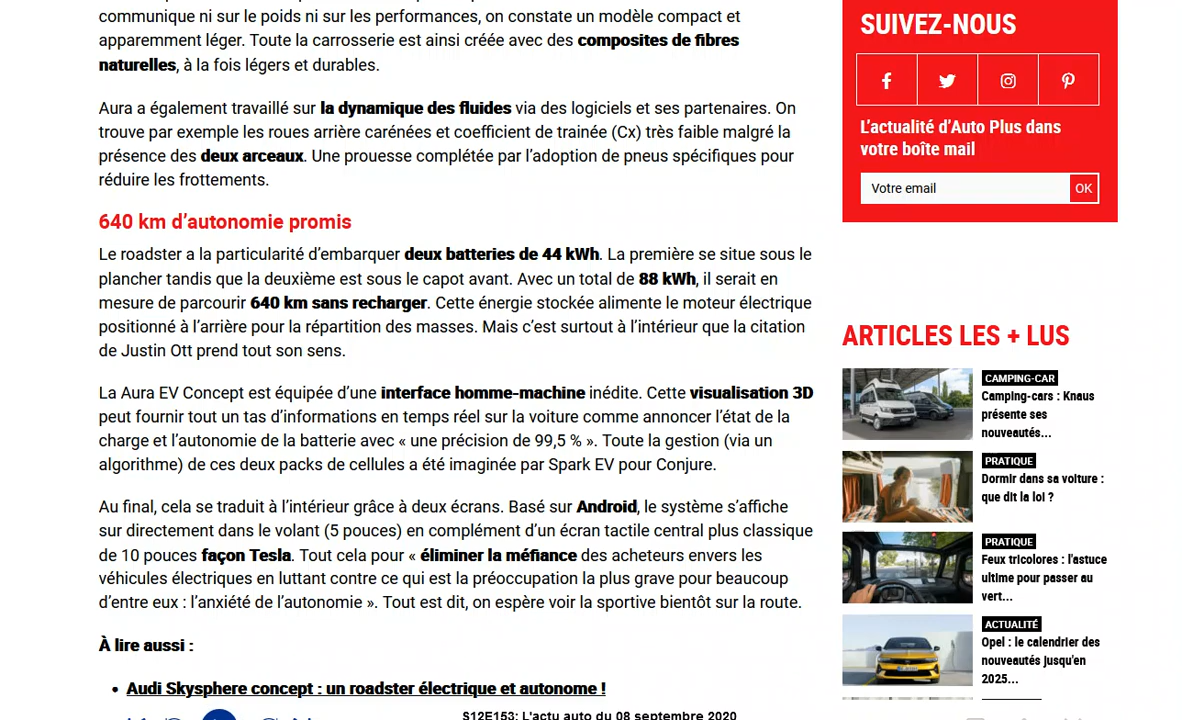 communique ni sur le poids ni sur les performances, on constate un modèle compact et
apparemment léger. Toute la carrosserie est ainsi créée avec des composites de fibres
naturelles, à la fois légers et durables.
Aura a également travaillé sur la dynamique des fluides via des logiciels et ses partenaires. On
trouve par exemple les roues arrière carénées et coefficient de trainée (Cx) très faible malgré la
présence des deux arceaux. Une prouesse complétée par l’adoption de pneus spécifiques pour
réduire les frottements.
640 km d’autonomie promis
Le roadster a la particularité d’embarquer deux batteries de 44 kWh. La première se situe sous le
plancher tandis que la deuxième est sous le capot avant. Avec un total de 88 kWh, il serait en
mesure de parcourir 640 km sans recharger. Cette énergie stockée alimente le moteur électrique
positionné à l’arrière pour la répartition des masses. Mais c’est surtout à l’intérieur que la citation
de Justin Ott prend tout son sens.
La Aura EV Concept est équipée d’une interface homme-machine inédite. Cette visualisation 3D
peut fournir tout un tas d’informations en temps réel sur la voiture comme annoncer l’état de la
charge et l’autonomie de la batterie avec « une précision de 99,5 % ». Toute la gestion (via un
algorithme) de ces deux packs de cellules a été imaginée par Spark EV pour Conjure.
Au final, cela se traduit à l’intérieur grâce à deux écrans. Basé sur Android, le système s’affiche
sur directement dans le volant (5 pouces) en complément d’un écran tactile central plus classique
de 10 pouces façon Tesla. Tout cela pour « éliminer la méfiance des acheteurs envers les
véhicules électriques en luttant contre ce qui est la préoccupation la plus grave pour beaucoup
d’entre eux : l’anxiété de l’autonomie ». Tout est dit, on espère voir la sportive bientôt sur la route.
À lire aussi :
• Audi Skysphere concept : un roadster électrique et autonome !
S12E153: L'actu auto du 08 septembre 2020
SUIVEZ-NOUS
L’actualité d’Auto Plus dans
votre boîte mail
Votre email
OK
ARTICLES LES + LUS
CAMPING-CAR
Camping-cars : Knaus
présente ses
nouveautés...
PRATIQUE
Dormir dans sa voiture :
que dit la loi ?
PRATIQUE
Feux tricolores : l'astuce
ultime pour passer au
vert...
ACTUALITÉ
Opel : le calendrier des
nouveautés jusqu'en
2025...